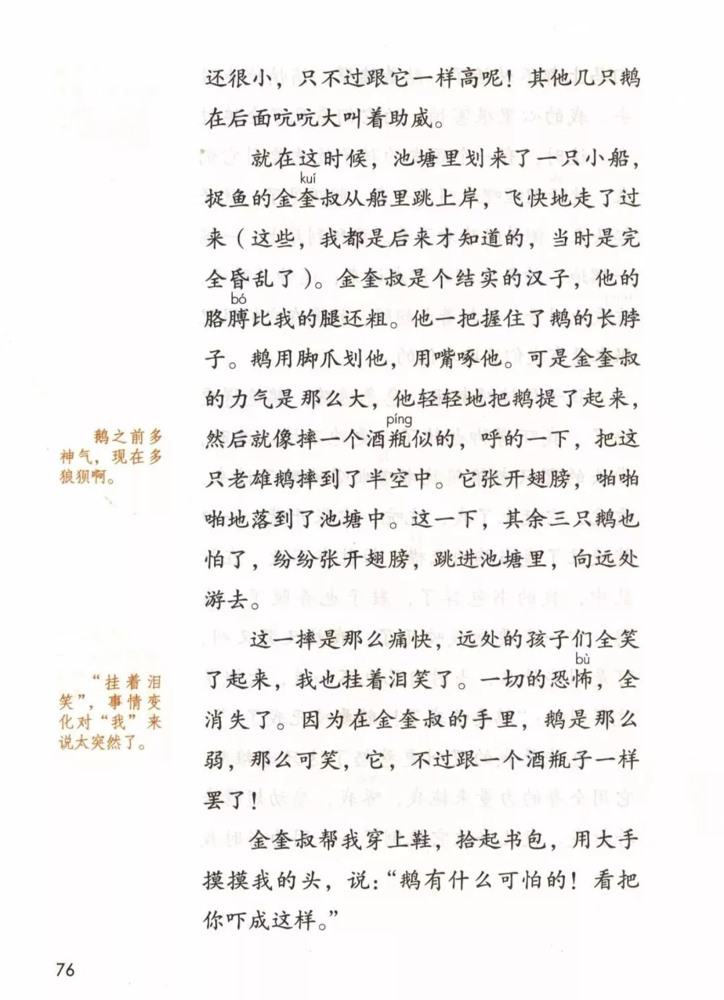 还很小，只不过跟它一样高呢！其他几只鹅
在后面吭吭大叫着助威。
就在这时候，池塘里划来了一只小船，
kuí
捉鱼的金奎叔从船里跳上岸，飞快地走了过
来（这些，我都是后来才知道的，当时是完
全昏乱了）。金奎叔是个结实的汉子，他的
bó
胳膊比我的腿还粗。他一把握住了鹅的长脖
子。鹅用脚爪划他，用嘴啄他。可是金奎叔
的力气是那么大，他轻轻地把鹅提了起来，
píng
然后就像摔一个酒瓶似的，呼的一下，把这
只老雄鹅摔到了半空中。它张开翅膀，啪啪
啪地落到了池塘中。这一下，其余三只鹅也
怕了，纷纷张开翅膀，跳进池塘里，向远处
游去。
鹅之前多
神气，现在多
狼狈啊。
这一摔是那么痛快，远处的孩子们全笑
bù
了起来，我也挂着泪笑了。一切的恐怖，全
消失了。因为在金奎叔的手里，鹅是那么
弱，那么可笑，它，不过跟一个酒瓶子一样
罢了！
“挂着泪
笑”，事情变
化对“我”来
说太突然了。
金奎叔帮我穿上鞋，拾起书包，用大手
摸摸我的头，说：“鹅有什么可怕的！看把
你吓成这样。”
76